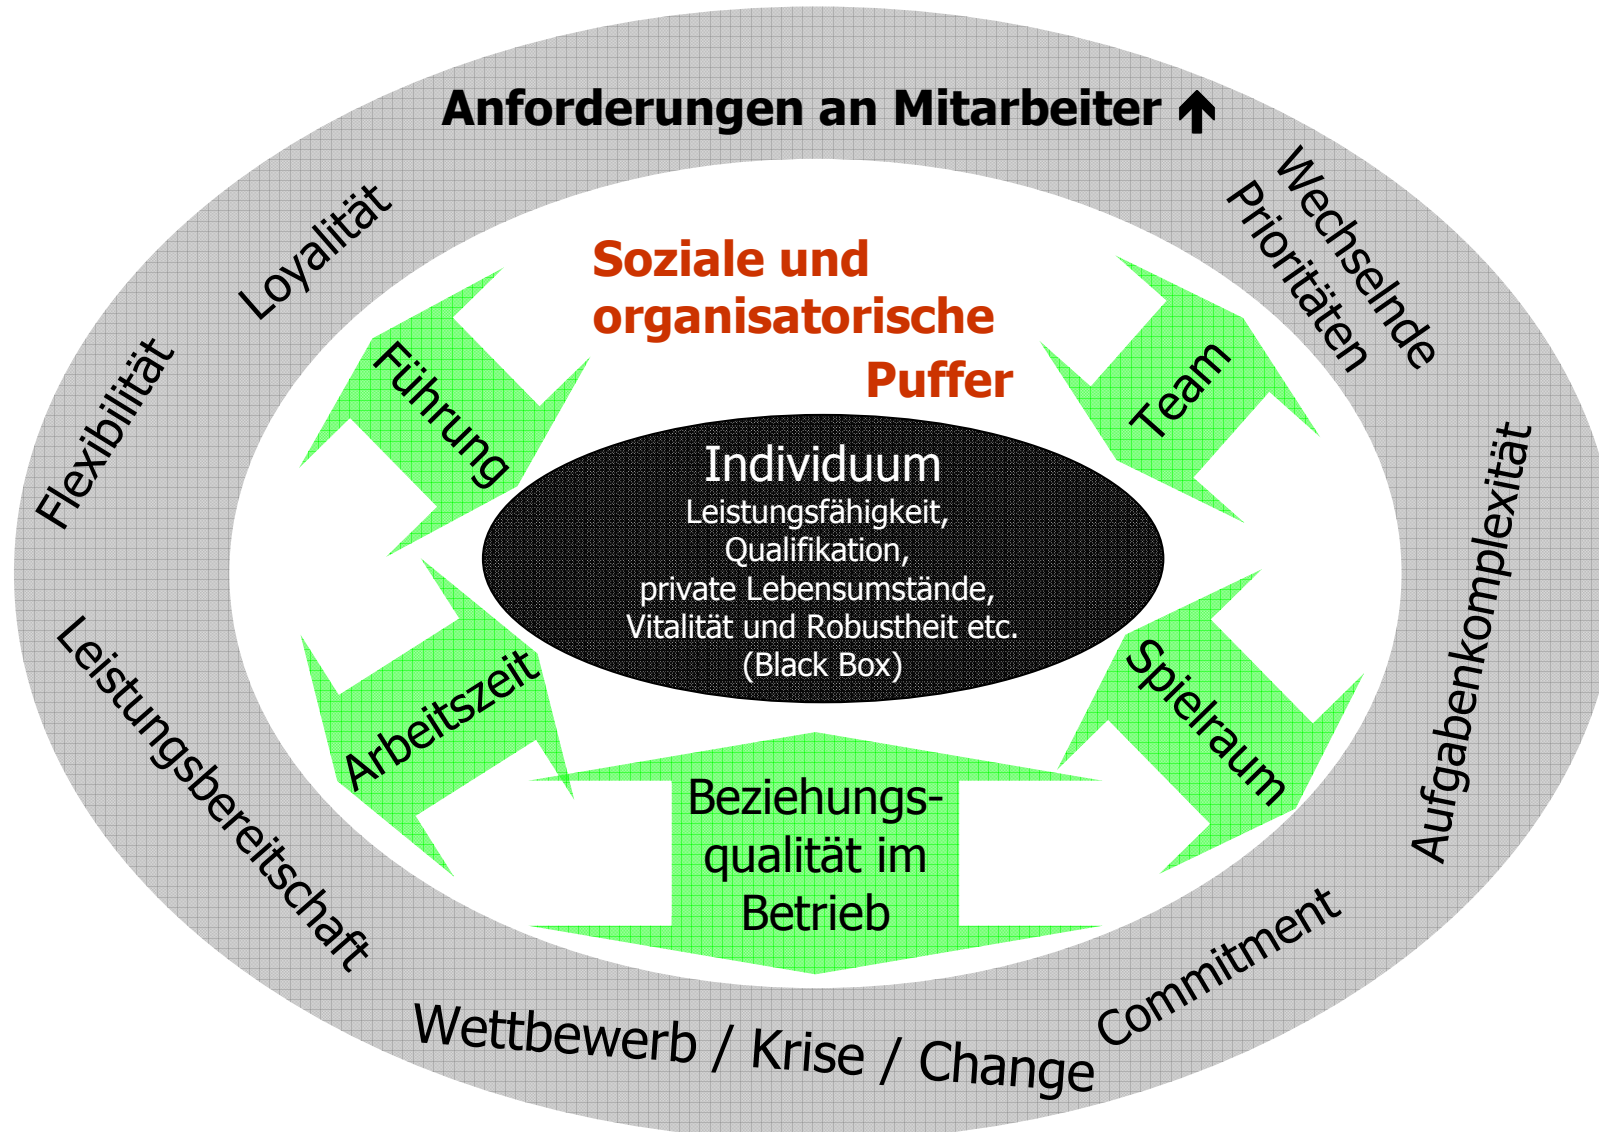 Anforderungen an Mitarbeiter ↑
Loyalität
Flexibilität
Leistungsbereitschaft
Wettbewerb / Krise / Change
Commitment
Aufgabenkomplexität
Wechselnde
Prioritäten
Soziale und
organisatorische
Puffer
Führung
Team
Individuum
Leistungsfähigkeit,
Qualifikation,
private Lebensumstände,
Vitalität und Robustheit etc.
(Black Box)
Arbeitszeit
Spielraum
Beziehungs-
qualität im
Betrieb